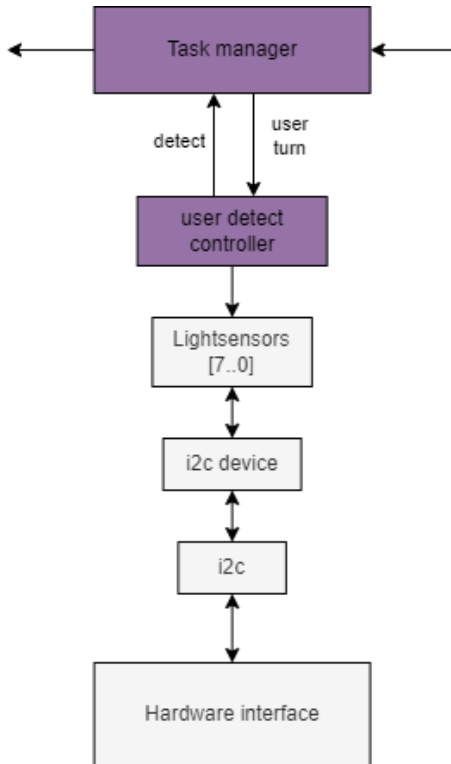 Task manager
detect
user
turn
user detect
controller
Lightsensors
[7..0]
i2c device
i2c
Hardware interface